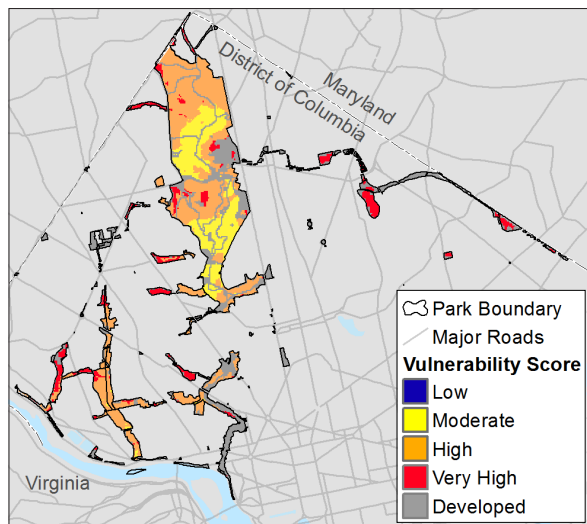 Maryland
District of Columbia
Virginia
Park Boundary
Major Roads
Vulnerability Score
Low
Moderate
High
Very High
Developed